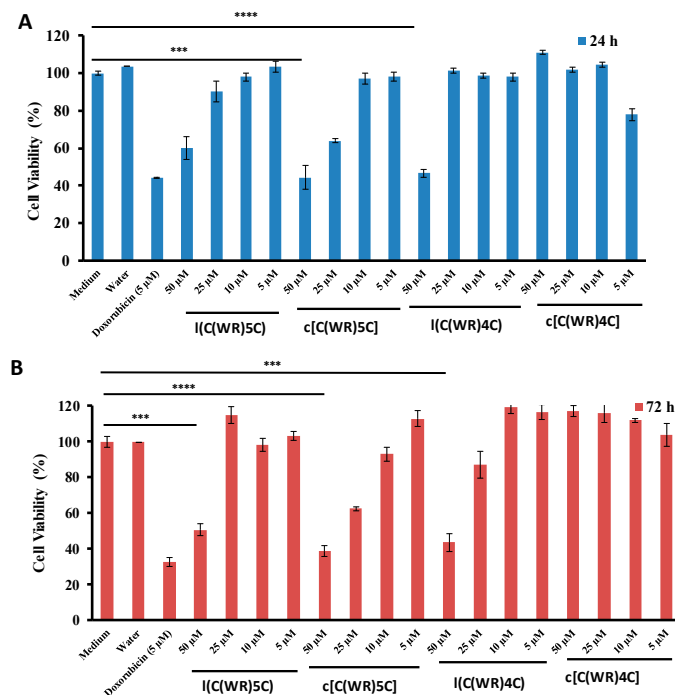 A
****
***
24 h
Cell Viability (%)
120
100
80
60
40
20
0
Medium
Water
Doxorubicin (5 µM)
50 µM
25 µM
10 µM
5 µM
50 µM
25 µM
10 µM
5 µM
50 µM
25 µM
10 µM
5 µM
50 µM
25 µM
10 µM
5 µM
l(C(WR)5C)
c[C(WR)5C]
l(C(WR)4C)
c[C(WR)4C]
B
***
****
***
72 h
Cell Viability (%)
120
100
80
60
40
20
0
Medium
Water
Doxorubicin (5 µM)
50 µM
25 µM
10 µM
5 µM
50 µM
25 µM
10 µM
5 µM
50 µM
25 µM
10 µM
5 µM
50 µM
25 µM
10 µM
5 µM
l(C(WR)5C)
c[C(WR)5C]
l(C(WR)4C)
c[C(WR)4C]